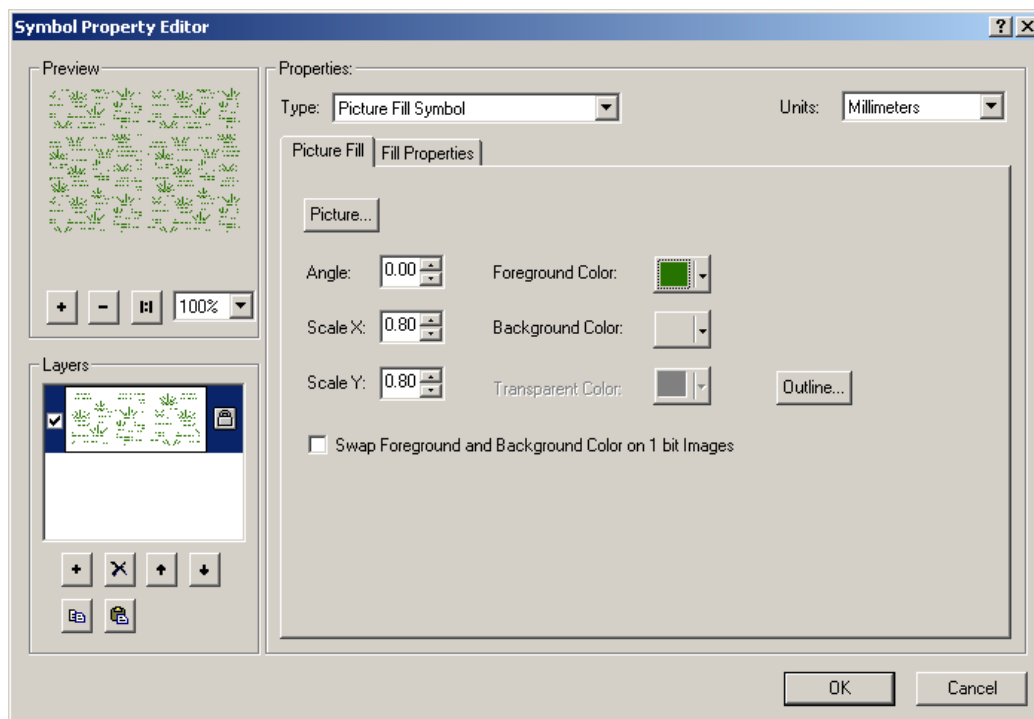 Symbol Property Editor
Preview
100%
Layers
Properties:
Type: Picture Fill Symbol Units: Millimeters
Picture Fill Fill Properties
Picture...
Angle: 0.00 Foreground Color:
Scale X: 0.80 Background Color:
Scale Y: 0.80 Transparent Color: Outline...
Swap Foreground and Background Color on 1 bit Images
OK Cancel